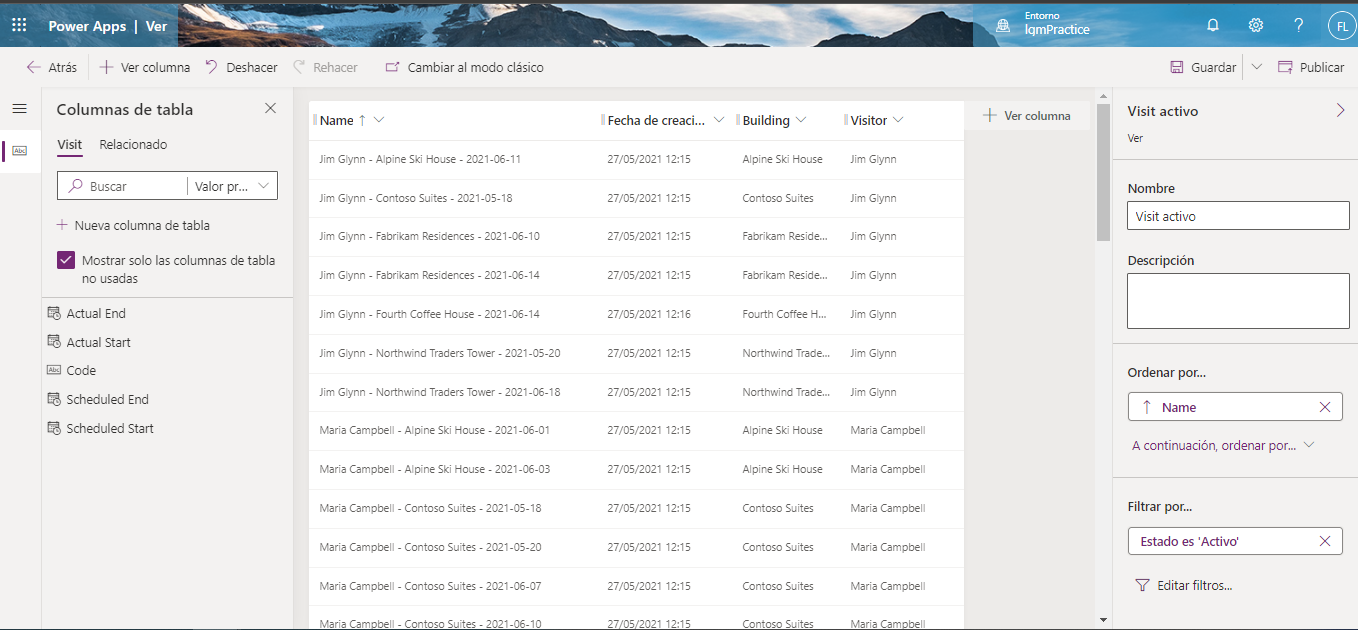 Power Apps | Ver
Entorno
IqmPractice
?
FL
Atrás
Ver columna
Deshacer
Rehacer
Cambiar al modo clásico
Guardar
Publicar
Abc
Columnas de tabla
Visit
Relacionado
Buscar
Valor pr...
Nueva columna de tabla
Mostrar solo las columnas de tabla
no usadas
Actual End
Actual Start
Abc Code
Scheduled End
Scheduled Start
Name ↑ Fecha de creaci... Building Visitor
Ver columna
Jim Glynn - Alpine Ski House - 2021-06-11 27/05/2021 12:15 Alpine Ski House Jim Glynn
Jim Glynn - Contoso Suites - 2021-05-18 27/05/2021 12:15 Contoso Suites Jim Glynn
Jim Glynn - Fabrikam Residences - 2021-06-10 27/05/2021 12:15 Fabrikam Reside... Jim Glynn
Jim Glynn - Fabrikam Residences - 2021-06-14 27/05/2021 12:15 Fabrikam Reside... Jim Glynn
Jim Glynn - Fourth Coffee House - 2021-06-14 27/05/2021 12:16 Fourth Coffee H... Jim Glynn
Jim Glynn - Northwind Traders Tower - 2021-05-20 27/05/2021 12:15 Northwind Trade... Jim Glynn
Jim Glynn - Northwind Traders Tower - 2021-06-18 27/05/2021 12:15 Northwind Trade... Jim Glynn
Maria Campbell - Alpine Ski House - 2021-06-01 27/05/2021 12:15 Alpine Ski House Maria Campbell
Maria Campbell - Alpine Ski House - 2021-06-03 27/05/2021 12:15 Alpine Ski House Maria Campbell
Maria Campbell - Contoso Suites - 2021-05-18 27/05/2021 12:15 Contoso Suites Maria Campbell
Maria Campbell - Contoso Suites - 2021-05-20 27/05/2021 12:15 Contoso Suites Maria Campbell
Maria Campbell - Contoso Suites - 2021-06-07 27/05/2021 12:15 Contoso Suites Maria Campbell
Maria Campbell - Contoso Suites - 2021-06-10 27/05/2021 12:15 Contoso Suites Maria Campbell
Visit activo
Ver
Nombre
Visit activo
Descripción
Ordenar por...
↑ Name
A continuación, ordenar por...
Filtrar por...
Estado es 'Activo'
Editar filtros...